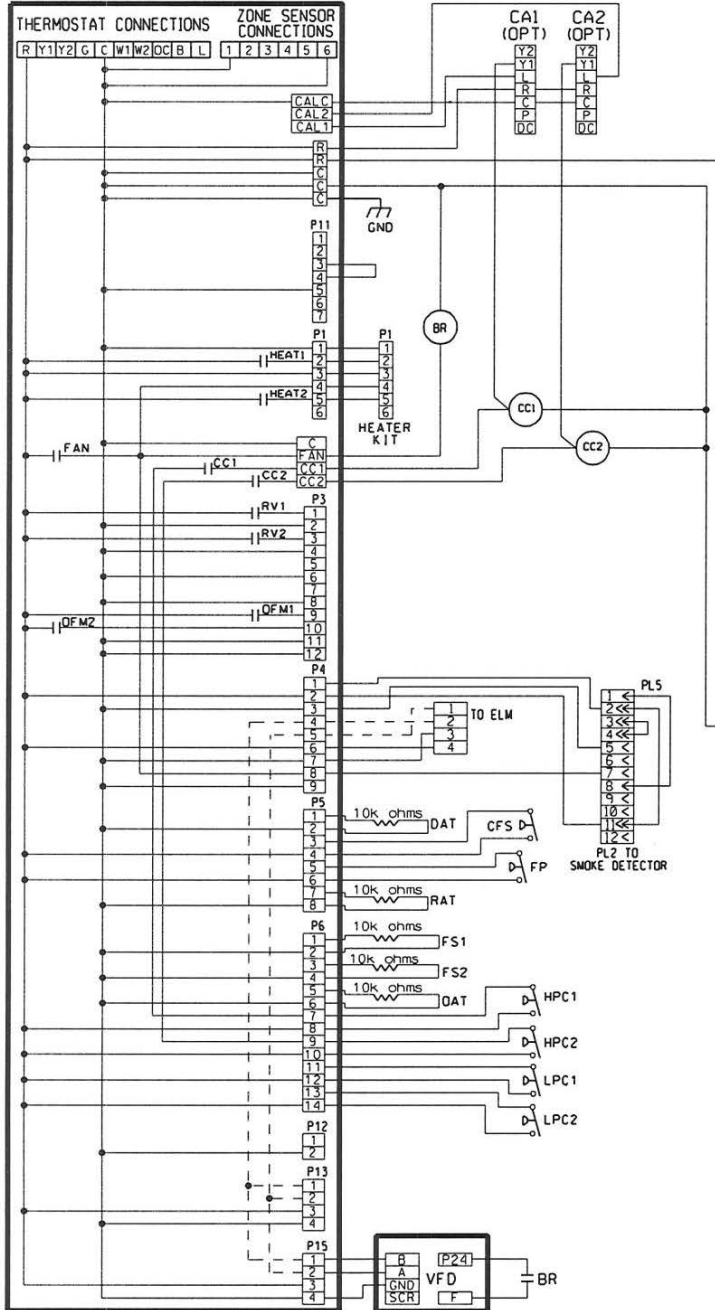 THERMOSTAT CONNECTIONS
ZONE SENSOR
CONNECTIONS
R Y1 Y2 G C W1 W2 OC B L
1 2 3 4 5 6
CA1
(OPT)
Y2
Y1
L
R
C
P
DC
CA2
(OPT)
Y2
Y1
L
R
C
P
DC
CALC
CAL2
CAL1
R
R
C
C
C
GND
P11
1
2
3
4
5
6
7
BR
P1
1
2
3
4
5
6
HEAT1
HEAT2
P1
1
2
3
4
5
6
HEATER
KIT
CC1
CC2
FAN
CC1
CC2
C
FAN
CC1
CC2
P3
RV1
RV2
OFM1
OFM2
1
2
3
4
5
6
7
8
9
10
11
12
P4
1
2
3
4
5
6
7
8
9
1
2
3
4
TO ELM
PL5
1
2
3
4
5
6
7
8
9
10
11
12
PL2 TO
SMOKE DETECTOR
P5
1
2
3
4
5
6
7
8
10k ohms
DAT
CFS
FP
10k ohms
RAT
P6
1
2
3
4
5
6
7
8
9
10
11
12
13
14
10k ohms
FS1
10k ohms
FS2
10k ohms
OAT
HPC1
HPC2
LPC1
LPC2
P12
1
2
P13
1
2
3
4
P15
1
2
3
4
B
A
GND
SCR
VFD
P24
F
BR